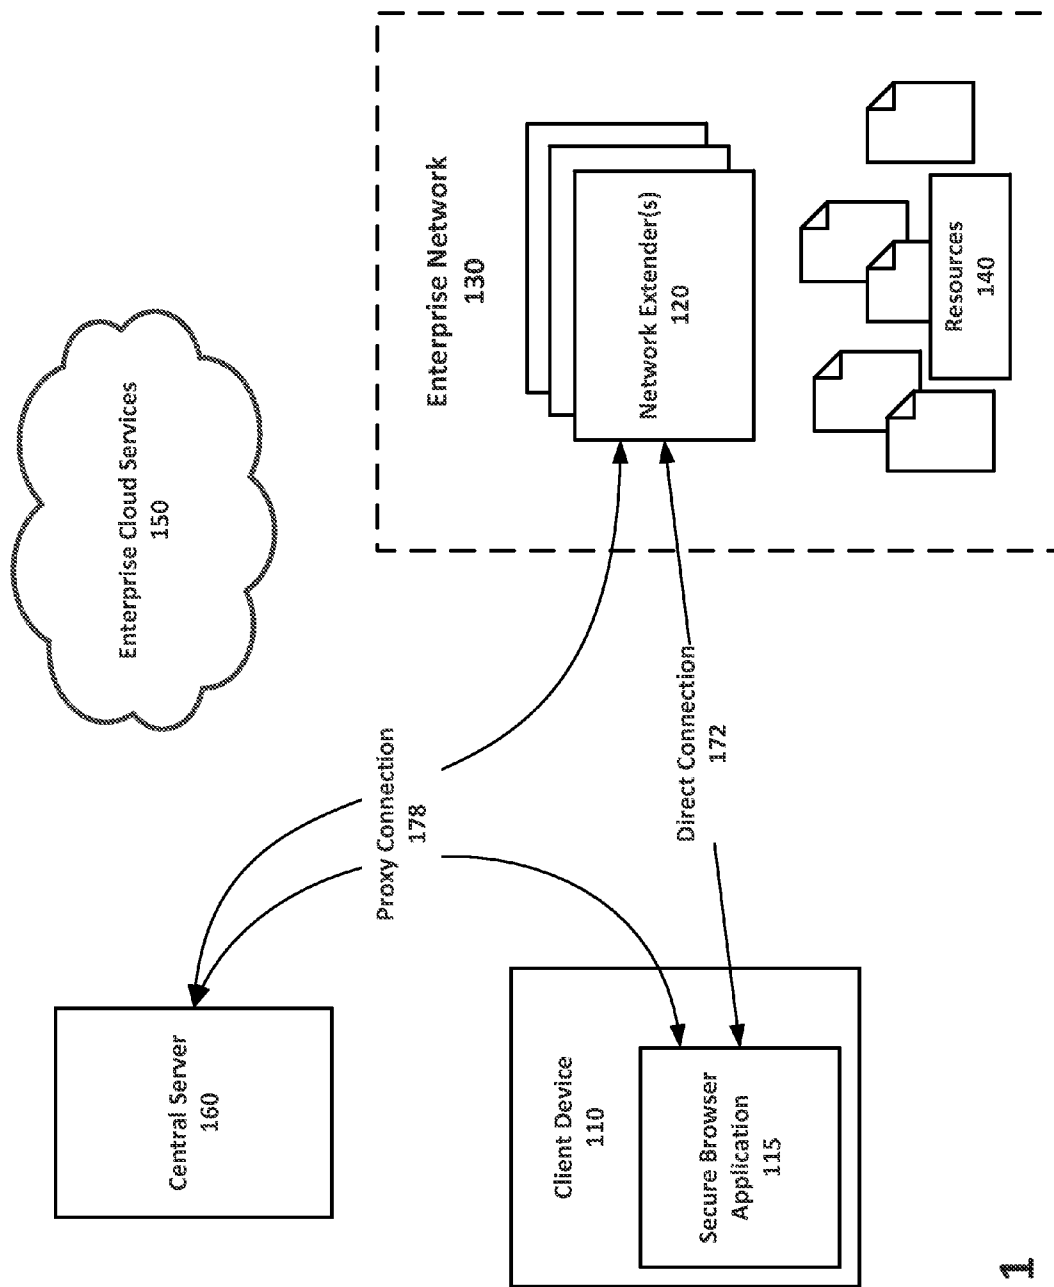 Enterprise Cloud Services
150
Central Server
160
Proxy Connection
178
Enterprise Network
130
Network Extender(s)
120
Client Device
110
Secure Browser
Application
115
Direct Connection
172
Resources
140
1